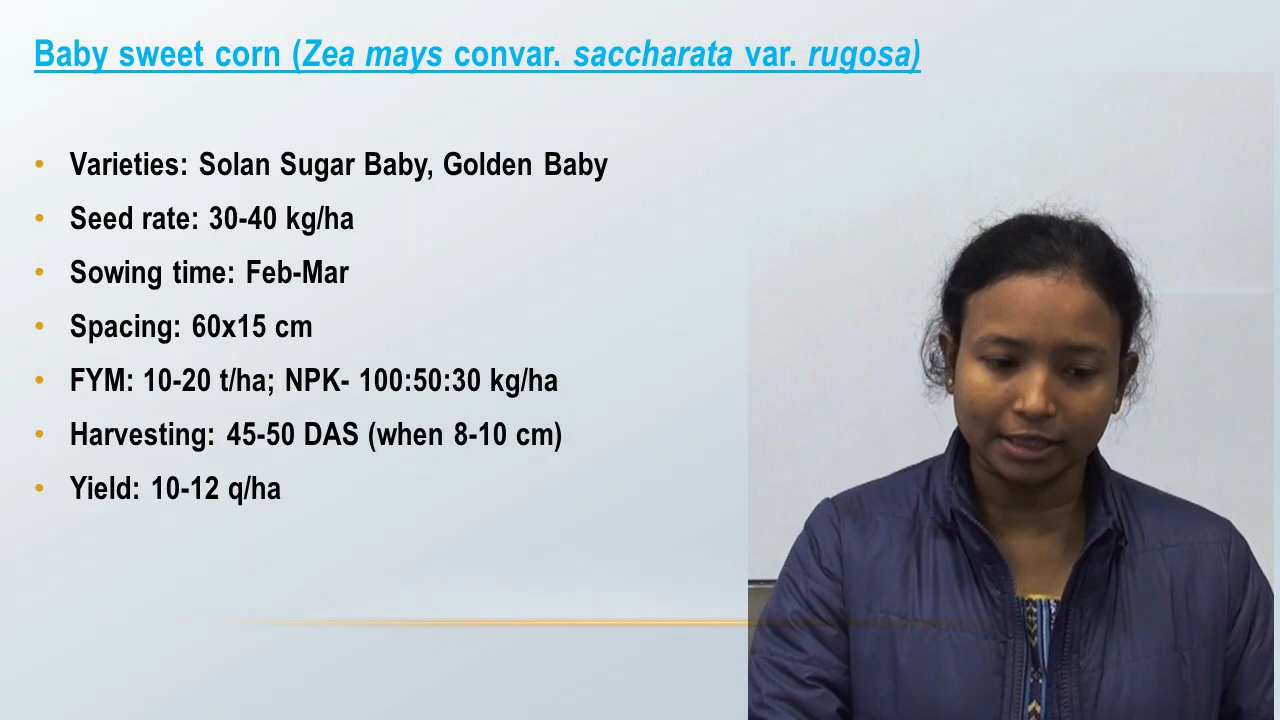 Baby sweet corn (Zea mays convar. saccharata var. rugosa)
• Varieties: Solan Sugar Baby, Golden Baby
• Seed rate: 30-40 kg/ha
• Sowing time: Feb-Mar
• Spacing: 60x15 cm
• FYM: 10-20 t/ha; NPK- 100:50:30 kg/ha
• Harvesting: 45-50 DAS (when 8-10 cm)
• Yield: 10-12 q/ha